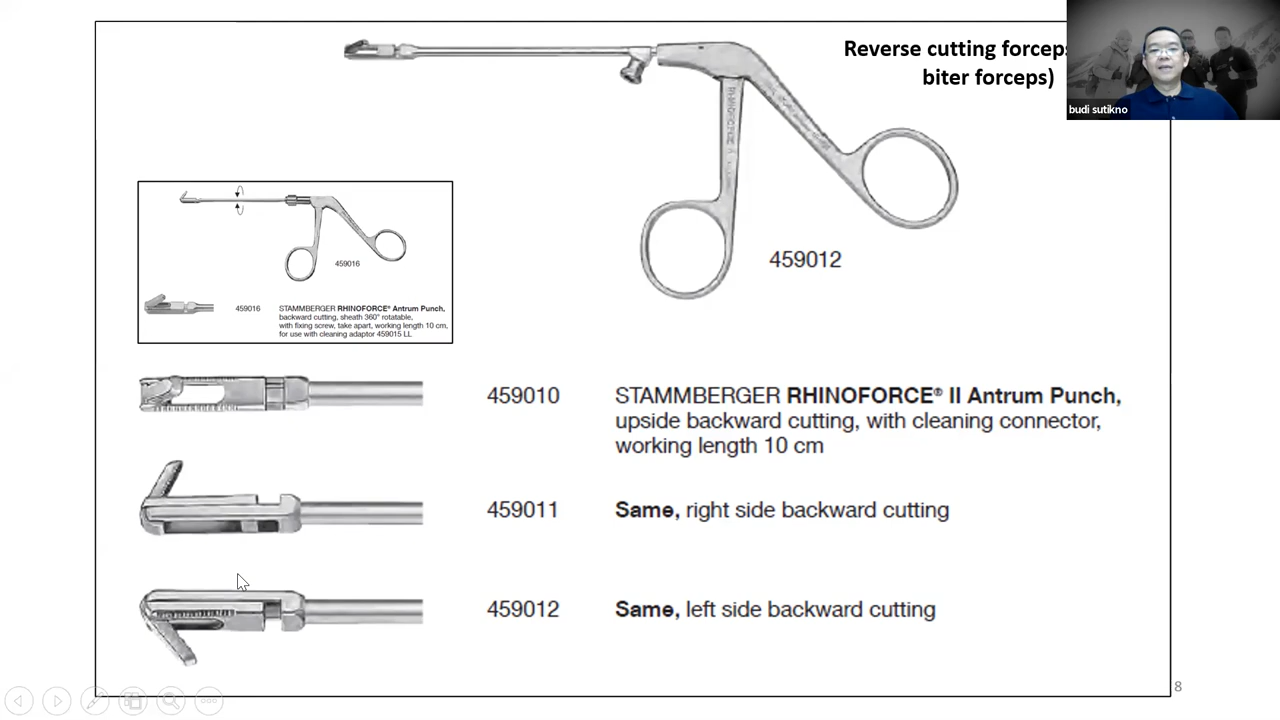 Reverse cutting forceps
biter forceps)
budi sutikno
459012
459016
459016 STAMMBERGER RHINOFORCE® Antrum Punch,
backward cutting, sheath 360° rotatable,
with fixing screw, take apart, working length 10 cm,
for use with cleaning adaptor 459015 LL
459010 STAMMBERGER RHINOFORCE® II Antrum Punch,
upside backward cutting, with cleaning connector,
working length 10 cm
459011 Same, right side backward cutting
459012 Same, left side backward cutting
8